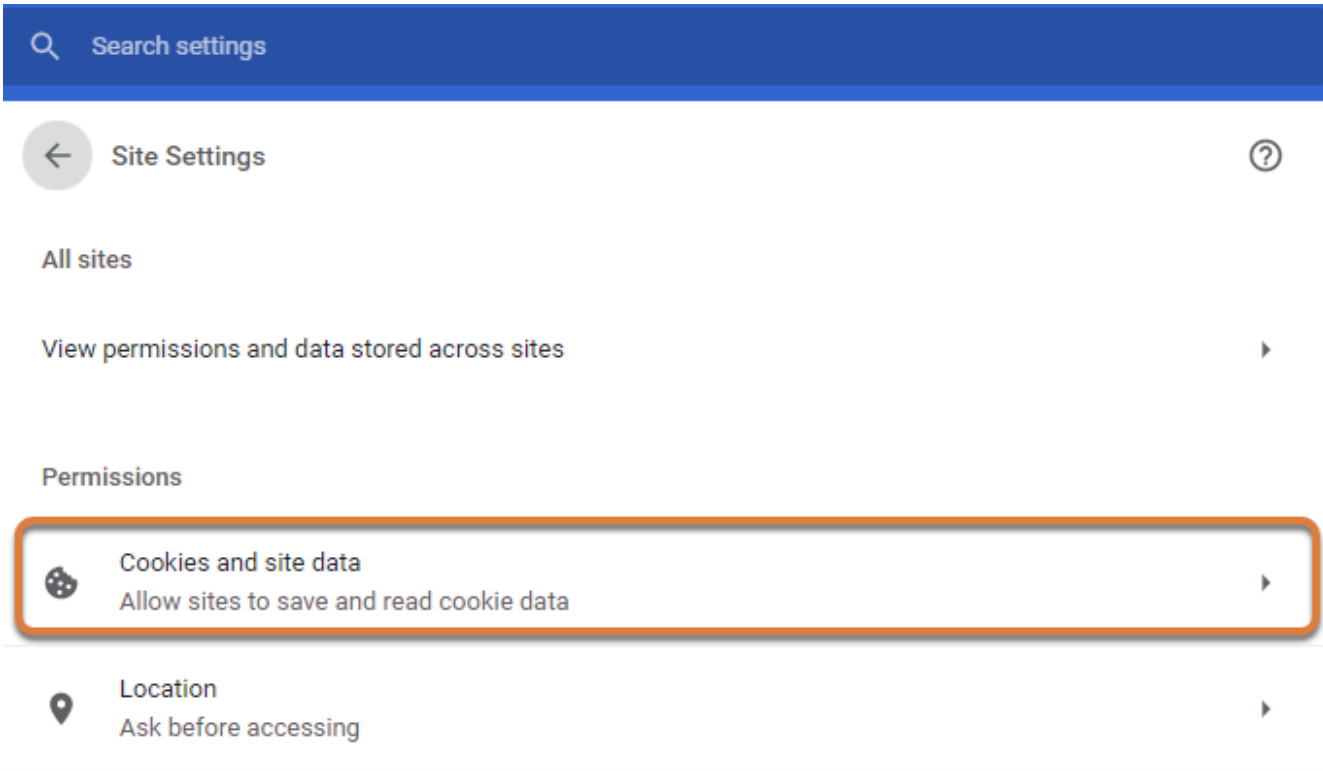 Search settings
Site Settings
All sites
View permissions and data stored across sites
Permissions
Cookies and site data
Allow sites to save and read cookie data
Location
Ask before accessing